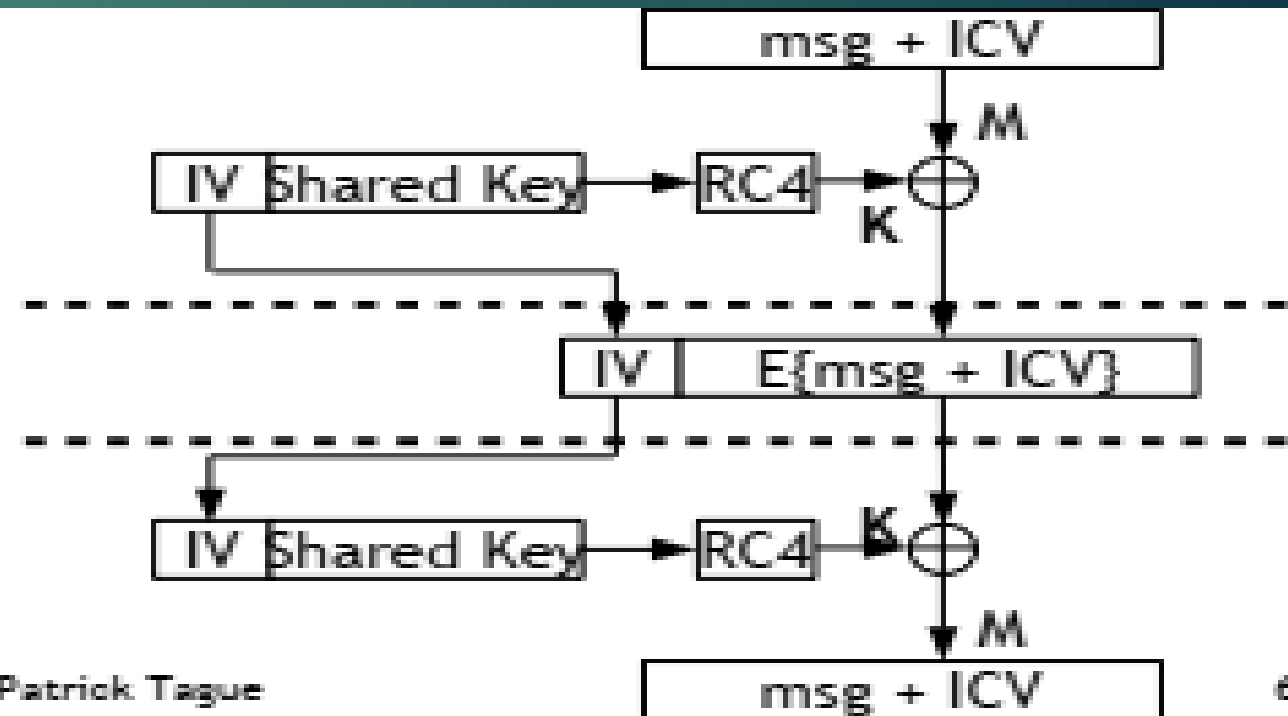 msg + ICV
M
IV Shared Key RC4
K
IV E{msg + ICV}
K
IV Shared Key RC4
M
msg + ICV
Patrick Tague